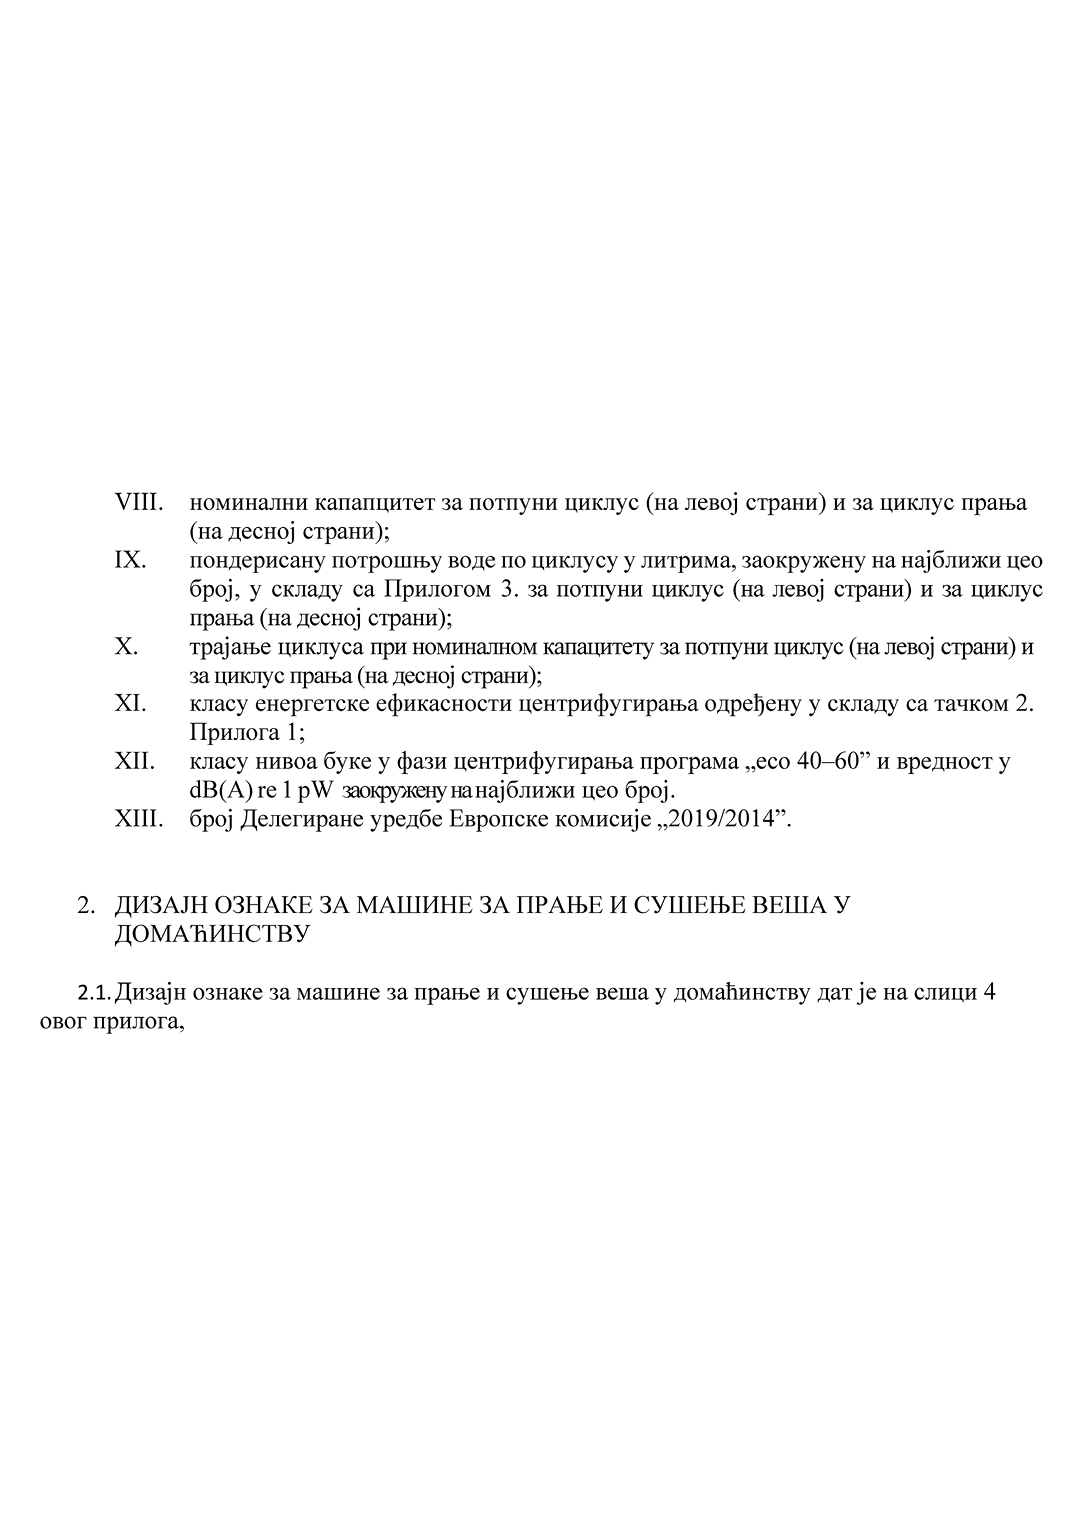 VIII. номинални капапцитет за потпуни циклус (на левој страни) и за циклус прања
(на десној страни);
IX. пондерисану потрошњу воде по циклусу у литрима, заокружену на најближи цео
број, у складу са Прилогом 3. за потпуни циклус (на левој страни) и за циклус
прања (на десној страни);
X. трајање циклуса при номиналном капацитету за потпуни циклус (на левој страни) и
за циклус прања (на десној страни);
XI. класу енергетске ефикасности центрифугирања одређену у складу са тачком 2.
Прилога 1;
XII. класу нивоа буке у фази центрифугирања програма „eco 40–60” и вредност у
dB(A) re 1 pW заокружену на најближи цео број.
XIII. број Делегиране уредбе Европске комисије „2019/2014”.
2. ДИЗАЈН ОЗНАКЕ ЗА МАШИНЕ ЗА ПРАЊЕ И СУШЕЊЕ ВЕША У
ДОМАЋИНСТВУ
2.1. Дизајн ознаке за машине за прање и сушење веша у домаћинству дат је на слици 4
овог прилога,